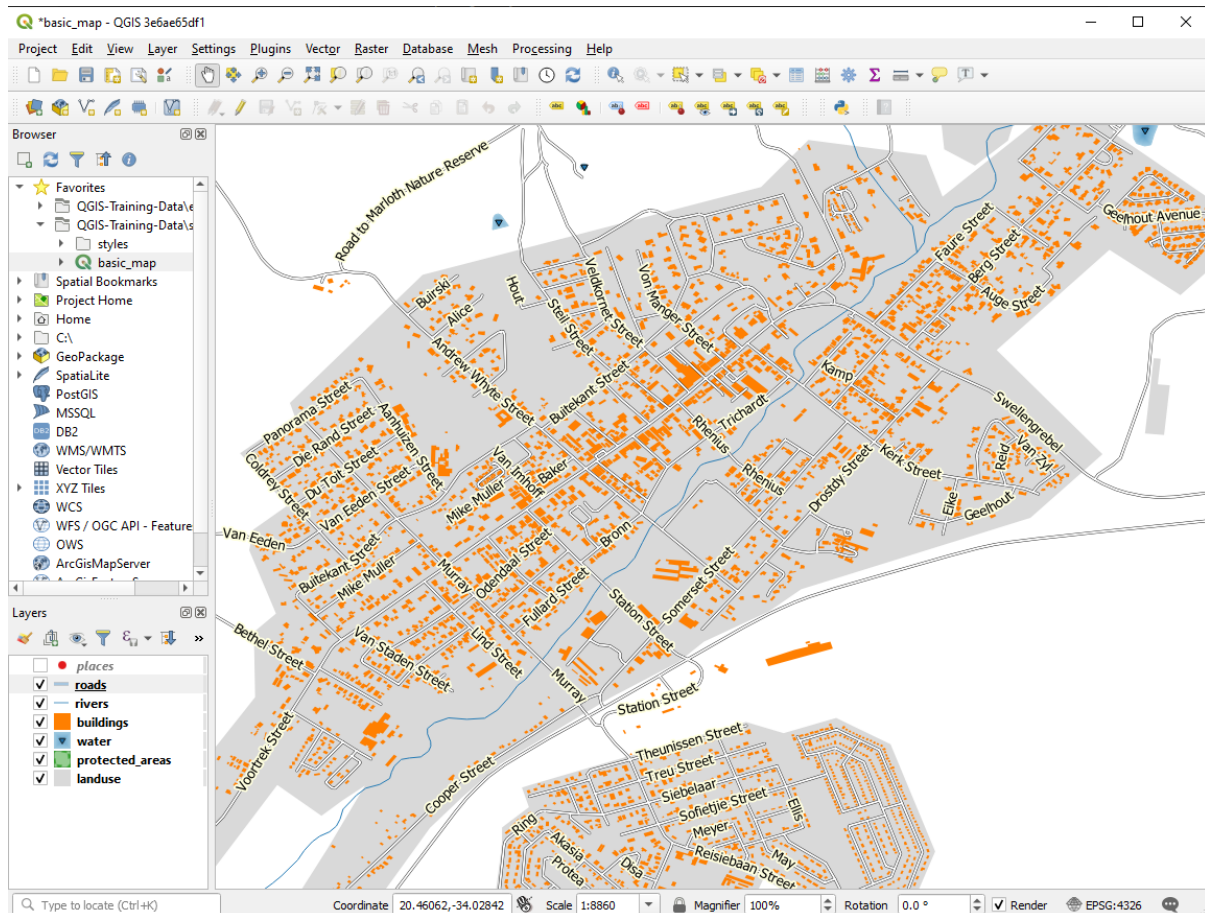 *basic_map - QGIS 3e6ae65df1
Project Edit View Layer Settings Plugins Vector Raster Database Mesh Processing Help
Browser
Favorites
QGIS-Training-Data\e
QGIS-Training-Data\s
styles
basic_map
Spatial Bookmarks
Project Home
Home
C:\
GeoPackage
SpatiaLite
PostGIS
MSSQL
DB2
WMS/WMTS
Vector Tiles
XYZ Tiles
WCS
WFS / OGC API - Feature
OWS
ArcGisMapServer
Layers
places
roads
rivers
buildings
water
protected_areas
landuse
Road to Marloth Nature Reserve
Geelhout Avenue
Faure Street
Berg Street
Auge Street
Buirski
Alice
Hout
Steil Street
Veldkornet Street
Von Manger Street
Andrew Whyte Street
Buitekant Street
Kamp
Swellengrebel
Panorama Street
Die Rand Street
Aanhuizen Street
Coldrey Street
Du Toit Street
Van Eeden Street
Van Eeden
Van Imhoff
Baker
Mike Muller
Rhenius
Trichardt
Rhenius
Drostdy Street
Kerk Street
Reid
Van Zyl
Eike
Geelhout
Buitekant Street
Mike Muller
Murray
Odendaal Street
Bronn
Fullard Street
Station Street
Somerset Street
Bethel Street
Van Staden Street
Lind Street
Murray
Station Street
Voortrek Street
Cooper Street
Theunissen Street
Treu Street
Siebelaar
Sofietjie Street
Ellis
Meyer
Ring
Akasia
Protea
Disa
Reisiebaan Street
May
Type to locate (Ctrl+K)
Coordinate 20.46062,-34.02842 Scale 1:8860 Magnifier 100% Rotation 0.0 ° Render EPSG:4326